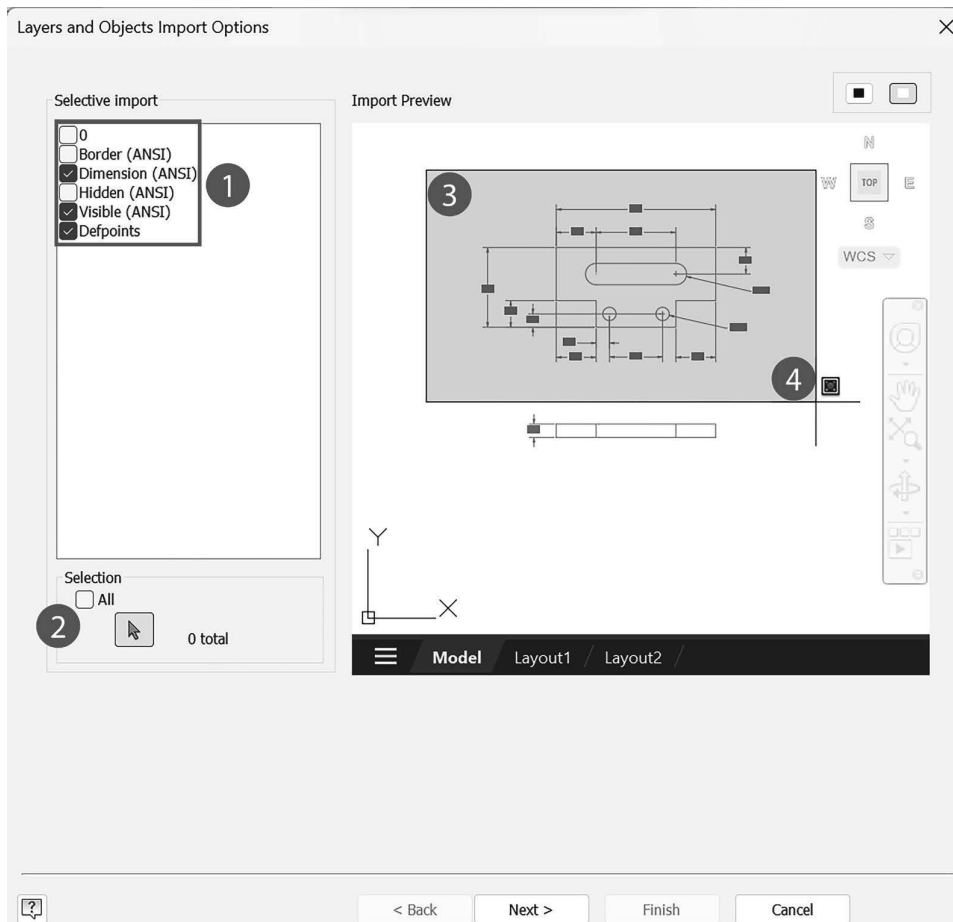 Layers and Objects Import Options
Selective import
0
Border (ANSI)
Dimension (ANSI)
Hidden (ANSI)
Visible (ANSI)
Defpoints
1
Selection
All
2
0 total
Import Preview
3
4
N
W TOP E
S
WCS
Y
X
Model Layout1 Layout2
?
< Back Next > Finish Cancel